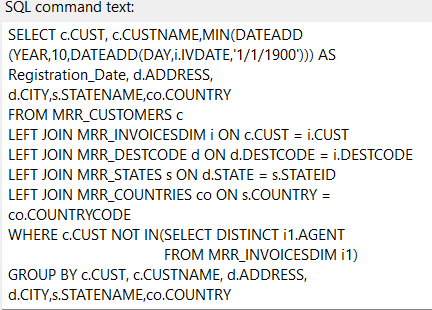 SQL command text:
SELECT c.CUST, c.CUSTNAME,MIN(DATEADD
(YEAR,10,DATEADD(DAY,i.IVDATE,'1/1/1900'))) AS
Registration_Date, d.ADDRESS,
d.CITY,s.STATENAME,co.COUNTRY
FROM MRR_CUSTOMERS c
LEFT JOIN MRR_INVOICESDIM i ON c.CUST = i.CUST
LEFT JOIN MRR_DESTCODE d ON d.DESTCODE = i.DESTCODE
LEFT JOIN MRR_STATES s ON d.STATE = s.STATEID
LEFT JOIN MRR_COUNTRIES co ON s.COUNTRY =
co.COUNTRYCODE
WHERE c.CUST NOT IN(SELECT DISTINCT i1.AGENT
FROM MRR_INVOICESDIM i1)
GROUP BY c.CUST, c.CUSTNAME, d.ADDRESS,
d.CITY,s.STATENAME,co.COUNTRY